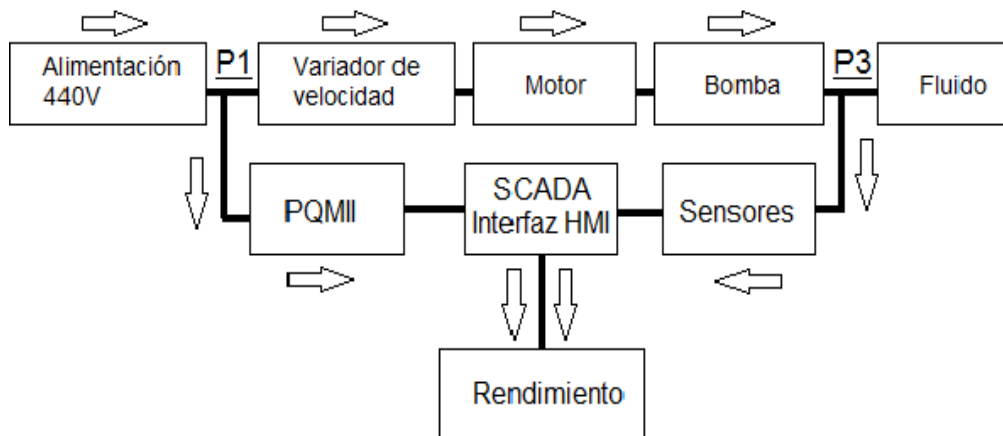 Alimentación
440V
P1
Variador de
velocidad
Motor
Bomba
P3
Fluido
PQMII
SCADA
Interfaz HMI
Sensores
Rendimiento